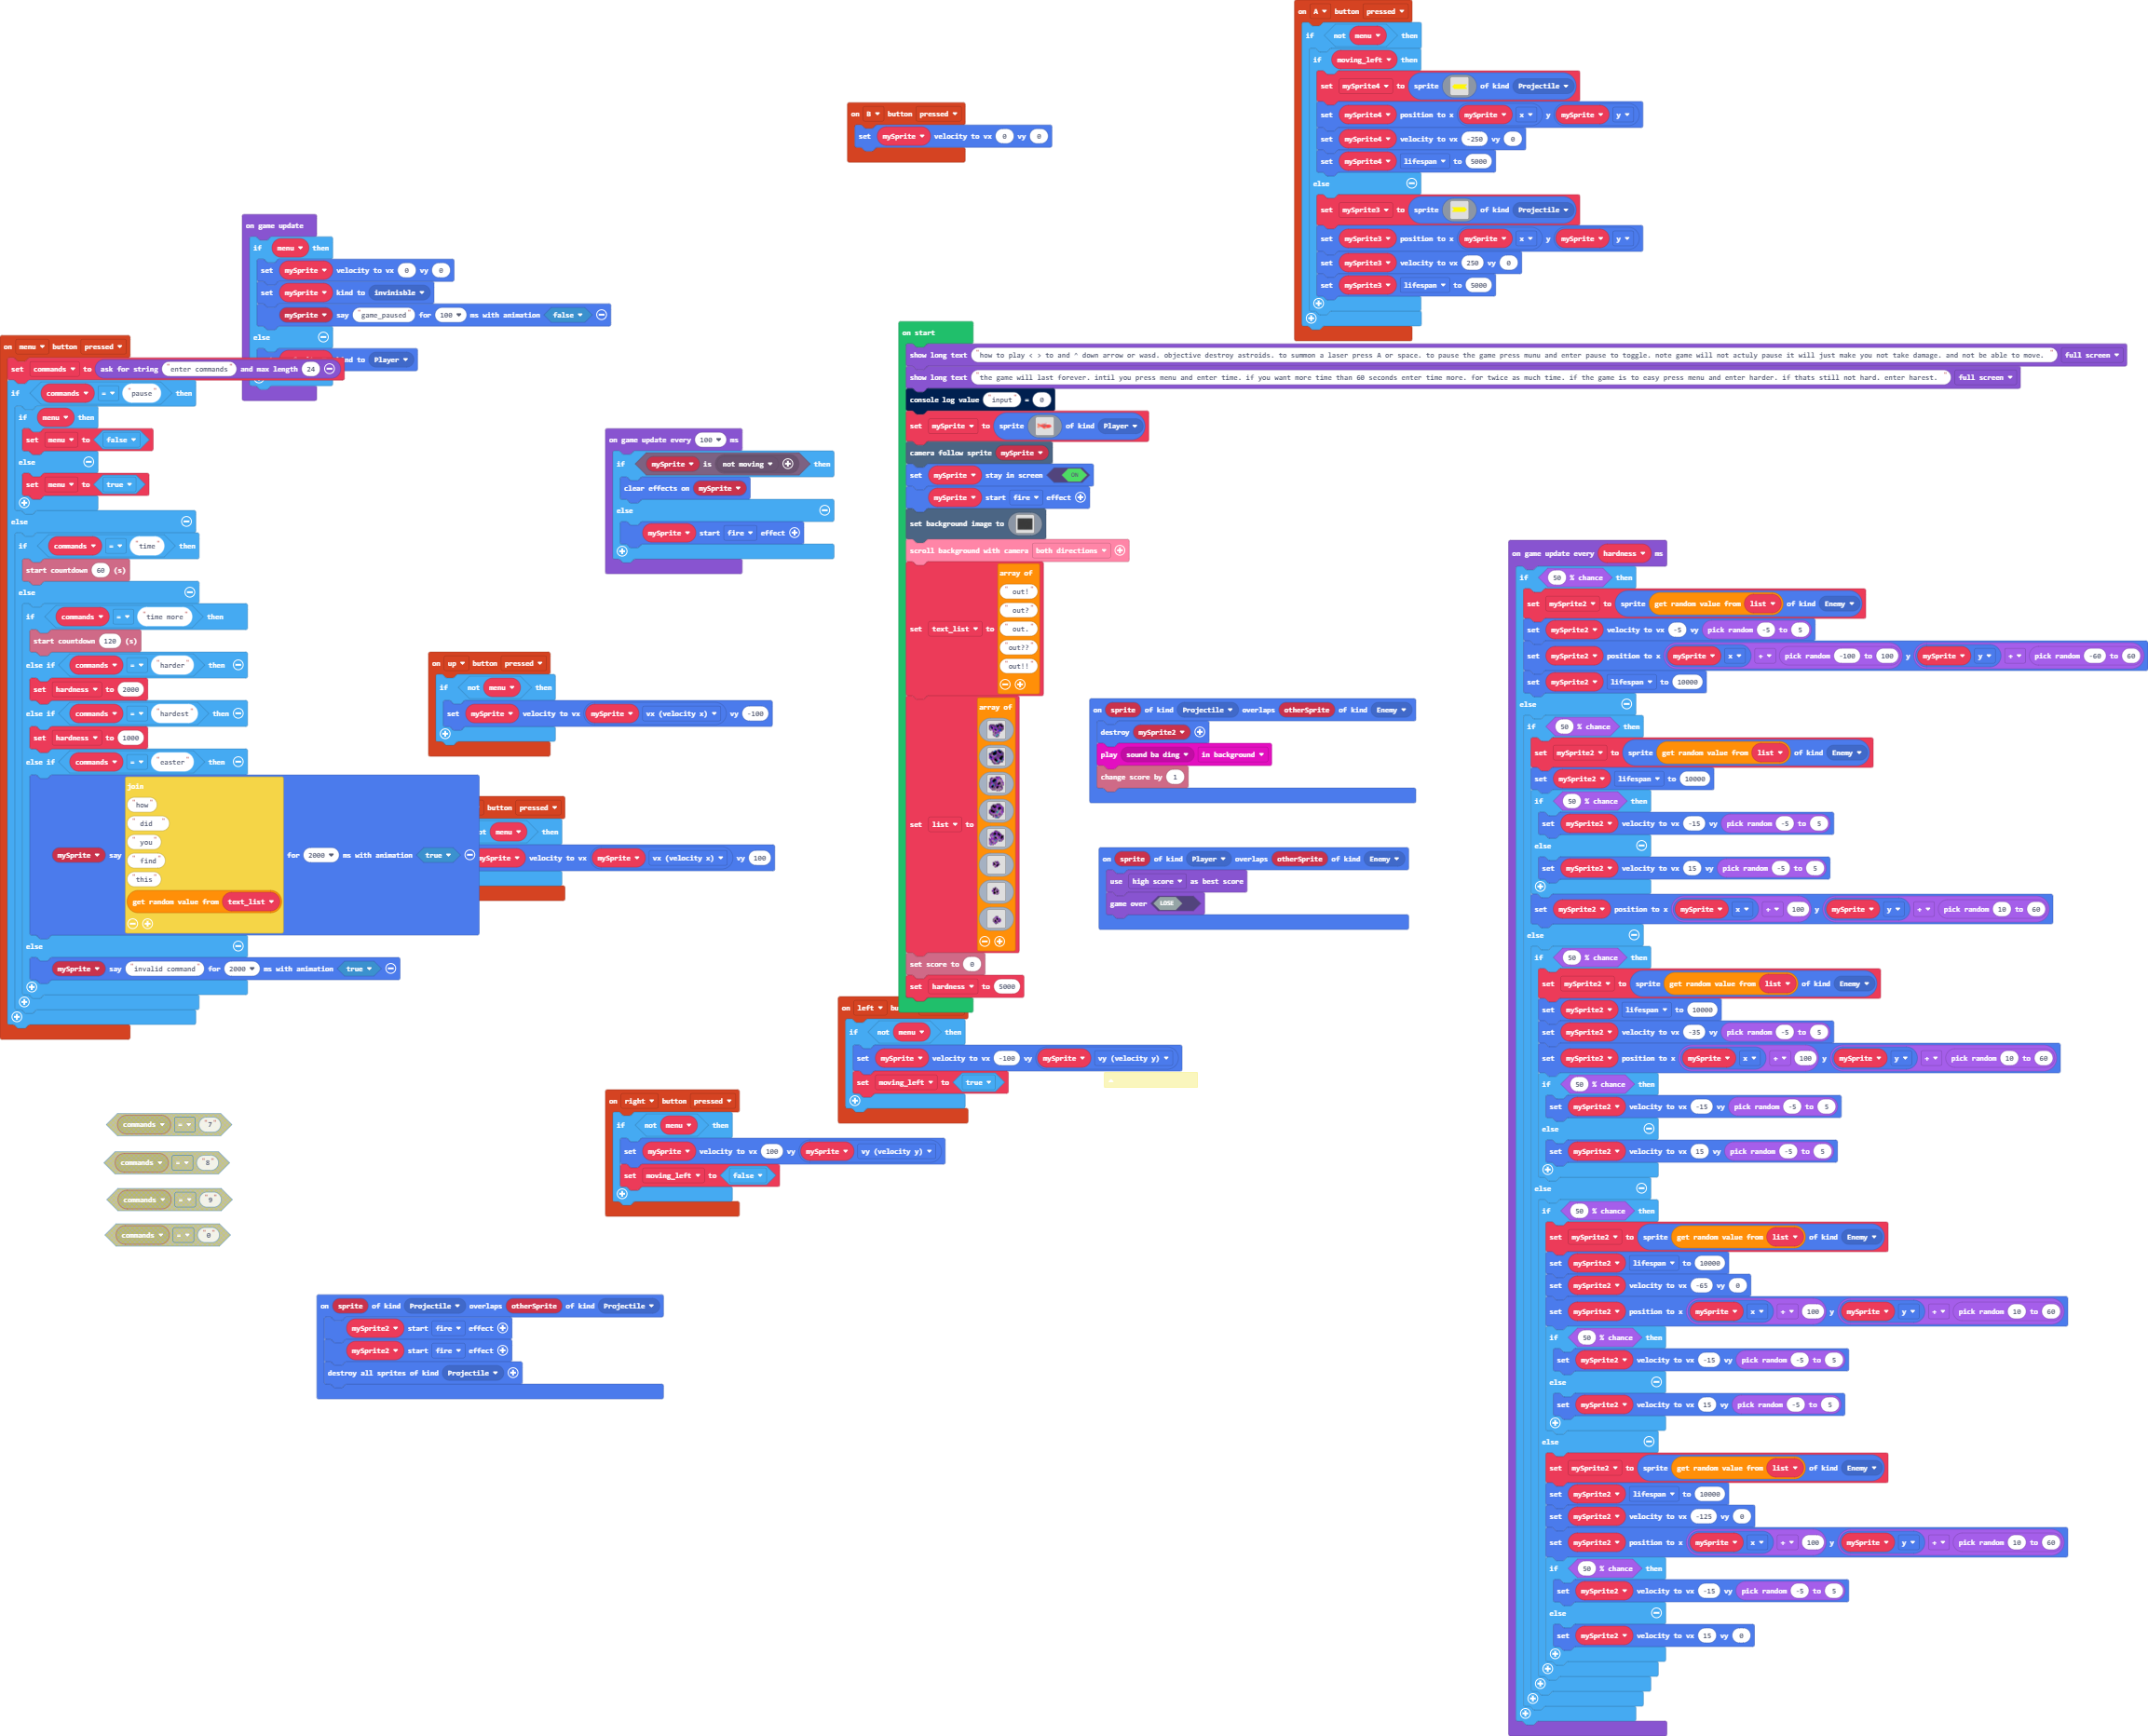 on A button pressed
if not menu then
if moving_left then
set mySprite4 to sprite of kind Projectile
set mySprite4 position to x mySprite x y mySprite y
set mySprite4 velocity to vx -250 vy 0
set mySprite4 lifespan to 5000
else
set mySprite3 to sprite of kind Projectile
set mySprite3 position to x mySprite x y mySprite y
set mySprite3 velocity to vx 250 vy 0
set mySprite3 lifespan to 5000
on B button pressed
set mySprite velocity to vx 0 vy 0
on game update
if menu then
set mySprite velocity to vx 0 vy 0
set mySprite kind to invinisble
mySprite say "game_paused" for 100 ms with animation false
else
nd to Player
on menu button pressed
set commands to ask for string "enter commands" and max length 24
if commands = "pause" then
if menu then
set menu to false
else
set menu to true
else
if commands = "time" then
start countdown 60 (s)
else
if commands = "time more" then
start countdown 120 (s)
else if commands = "harder" then
set hardness to 2000
else if commands = "hardest" then
set hardness to 1000
else if commands = "easter" then
mySprite say join "how" " did " " you" " find" "this" get random value from text_list for 2000 ms with animation true
else
mySprite say "invalid command" for 2000 ms with animation true
on game update every 100 ms
if mySprite is not moving then
clear effects on mySprite
else
mySprite start fire effect
on up button pressed
if not menu then
set mySprite velocity to vx mySprite vx (velocity x) vy -100
button pressed
menu then
mySprite velocity to vx mySprite vx (velocity x) vy 100
on start
show long text "how to play < > to and ^ down arrow or wasd. objective destroy astroids. to summon a laser press A or space. to pause the game press munu and enter pause to toggle. note game will not actuly pause it will just make you not take damage. and not be able to move. " full screen
show long text "the game will last forever. intil you press menu and enter time. if you want more time than 60 seconds enter time more. for twice as much time. if the game is to easy press menu and enter harder. if thats still not hard. enter harest. " full screen
console log value "input" = 0
set mySprite to sprite of kind Player
camera follow sprite mySprite
set mySprite stay in screen ON
mySprite start fire effect
set background image to
scroll background with camera both directions
set text_list to array of " out!" " out?" " out." "out??" "out!!"
set list to array of
set score to 0
set hardness to 5000
on sprite of kind Projectile overlaps otherSprite of kind Enemy
destroy mySprite2
play sound ba ding in background
change score by 1
on sprite of kind Player overlaps otherSprite of kind Enemy
use high score as best score
game over LOSE
on left bu
if not menu then
set mySprite velocity to vx -100 vy mySprite vy (velocity y)
set moving_left to true
on right button pressed
if not menu then
set mySprite velocity to vx 100 vy mySprite vy (velocity y)
set moving_left to false
commands = "7"
commands = "8"
commands = "9"
commands = "0"
on sprite of kind Projectile overlaps otherSprite of kind Projectile
mySprite2 start fire effect
mySprite2 start fire effect
destroy all sprites of kind Projectile
on game update every hardness ms
if 50 % chance then
set mySprite2 to sprite get random value from list of kind Enemy
set mySprite2 velocity to vx -5 vy pick random -5 to 5
set mySprite2 position to x mySprite x + pick random -100 to 100 y mySprite y + pick random -60 to 60
set mySprite2 lifespan to 10000
else
if 50 % chance then
set mySprite2 to sprite get random value from list of kind Enemy
set mySprite2 lifespan to 10000
if 50 % chance then
set mySprite2 velocity to vx -15 vy pick random -5 to 5
else
set mySprite2 velocity to vx 15 vy pick random -5 to 5
set mySprite2 position to x mySprite x + 100 y mySprite y + pick random 10 to 60
else
if 50 % chance then
set mySprite2 to sprite get random value from list of kind Enemy
set mySprite2 lifespan to 10000
set mySprite2 velocity to vx -35 vy pick random -5 to 5
set mySprite2 position to x mySprite x + 100 y mySprite y + pick random 10 to 60
if 50 % chance then
set mySprite2 velocity to vx -15 vy pick random -5 to 5
else
set mySprite2 velocity to vx 15 vy pick random -5 to 5
else
if 50 % chance then
set mySprite2 to sprite get random value from list of kind Enemy
set mySprite2 lifespan to 10000
set mySprite2 velocity to vx -65 vy 0
set mySprite2 position to x mySprite x + 100 y mySprite y + pick random 10 to 60
if 50 % chance then
set mySprite2 velocity to vx -15 vy pick random -5 to 5
else
set mySprite2 velocity to vx 15 vy pick random -5 to 5
else
set mySprite2 to sprite get random value from list of kind Enemy
set mySprite2 lifespan to 10000
set mySprite2 velocity to vx -125 vy 0
set mySprite2 position to x mySprite x + 100 y mySprite y + pick random 10 to 60
if 50 % chance then
set mySprite2 velocity to vx -15 vy pick random -5 to 5
else
set mySprite2 velocity to vx 15 vy 0